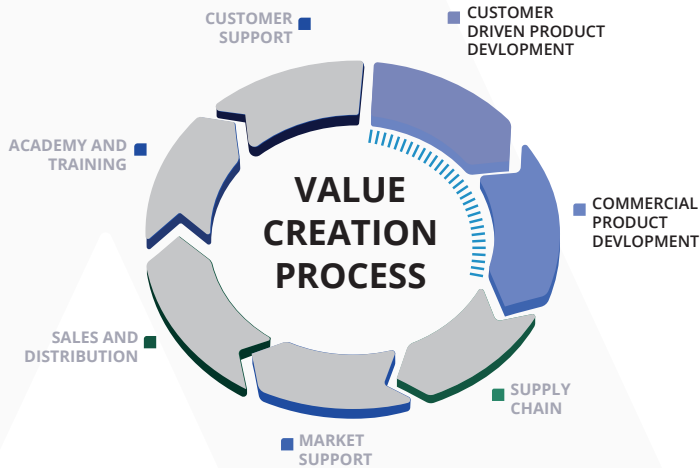 CUSTOMER
SUPPORT
CUSTOMER
DRIVEN PRODUCT
DEVLOPMENT
ACADEMY AND
TRAINING
VALUE
CREATION
PROCESS
COMMERCIAL
PRODUCT
DEVLOPMENT
SALES AND
DISTRIBUTION
SUPPLY
CHAIN
MARKET
SUPPORT